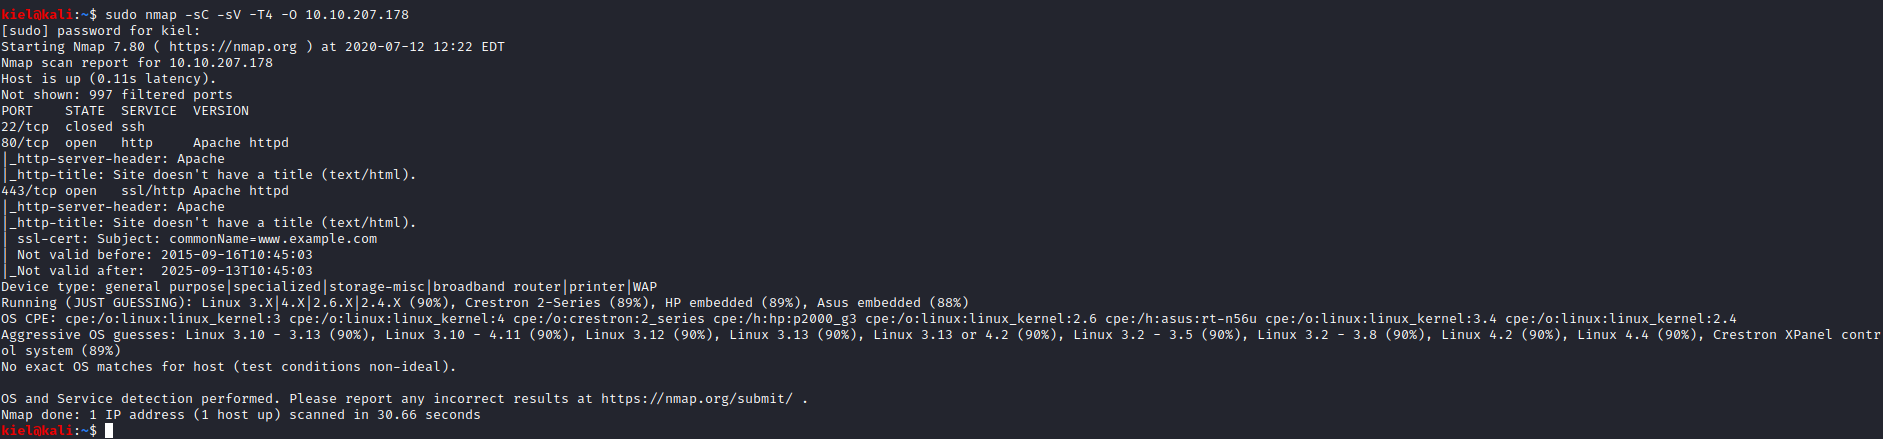 kiel@kali:~$ sudo nmap -sC -sV -T4 -O 10.10.207.178
[sudo] password for kiel:
Starting Nmap 7.80 ( https://nmap.org ) at 2020-07-12 12:22 EDT
Nmap scan report for 10.10.207.178
Host is up (0.11s latency).
Not shown: 997 filtered ports
PORT    STATE  SERVICE  VERSION
22/tcp  closed ssh
80/tcp  open   http     Apache httpd
|_http-server-header: Apache
|_http-title: Site doesn't have a title (text/html).
443/tcp open   ssl/http Apache httpd
|_http-server-header: Apache
|_http-title: Site doesn't have a title (text/html).
| ssl-cert: Subject: commonName=www.example.com
| Not valid before: 2015-09-16T10:45:03
|_Not valid after:  2025-09-13T10:45:03
Device type: general purpose|specialized|storage-misc|broadband router|printer|WAP
Running (JUST GUESSING): Linux 3.X|4.X|2.6.X|2.4.X (90%), Crestron 2-Series (89%), HP embedded (89%), Asus embedded (88%)
OS CPE: cpe:/o:linux:linux_kernel:3 cpe:/o:linux:linux_kernel:4 cpe:/o:crestron:2_series cpe:/h:hp:p2000_g3 cpe:/o:linux:linux_kernel:2.6 cpe:/h:asus:rt-n56u cpe:/o:linux:linux_kernel:3.4 cpe:/o:linux:linux_kernel:2.4
Aggressive OS guesses: Linux 3.10 - 3.13 (90%), Linux 3.10 - 4.11 (90%), Linux 3.12 (90%), Linux 3.13 (90%), Linux 3.13 or 4.2 (90%), Linux 3.2 - 3.5 (90%), Linux 3.2 - 3.8 (90%), Linux 4.2 (90%), Linux 4.4 (90%), Crestron XPanel contr
ol system (89%)
No exact OS matches for host (test conditions non-ideal).

OS and Service detection performed. Please report any incorrect results at https://nmap.org/submit/ .
Nmap done: 1 IP address (1 host up) scanned in 30.66 seconds
kiel@kali:~$